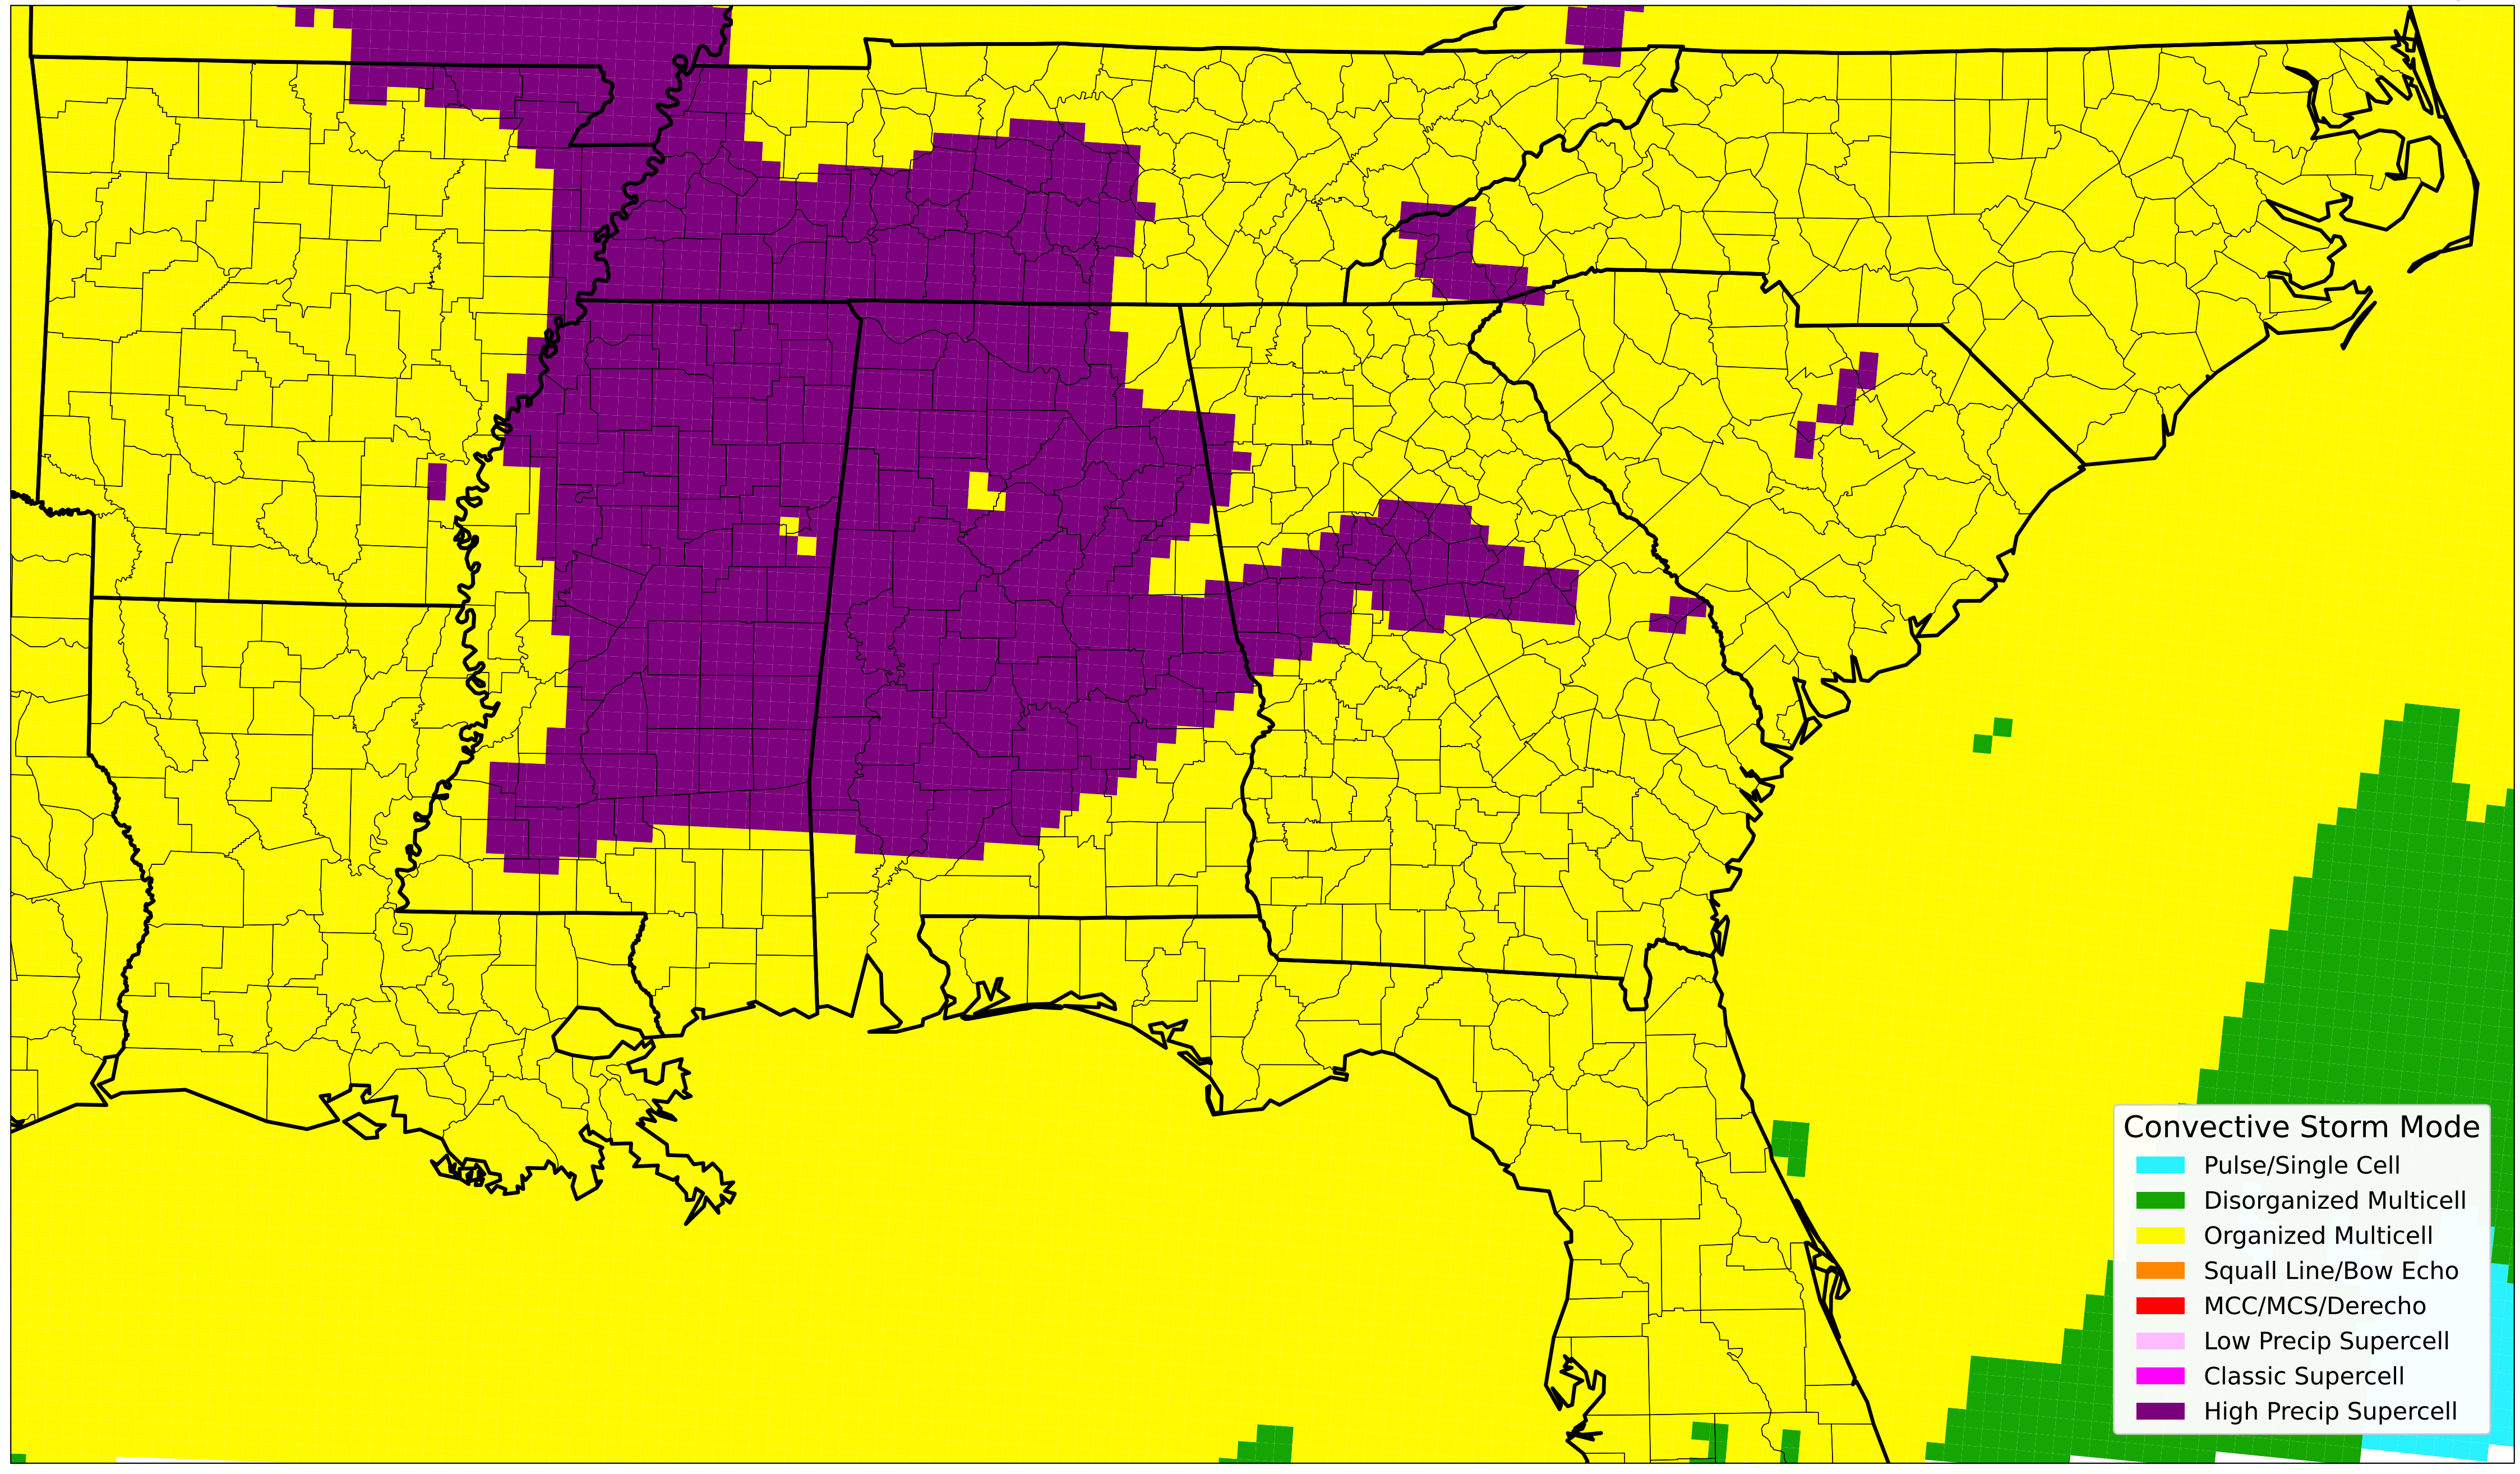 Convective Storm Mode
Pulse/Single Cell
Disorganized Multicell
Organized Multicell
Squall Line/Bow Echo
MCC/MCS/Derecho
Low Precip Supercell
Classic Supercell
High Precip Supercell